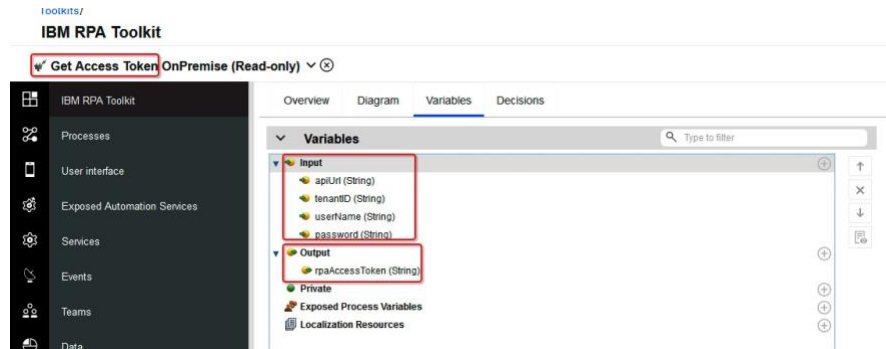 Toolkits/
IBM RPA Toolkit
Get Access Token OnPremise (Read-only)
IBM RPA Toolkit
Overview Diagram Variables Decisions
Processes
Variables
Type to filter
Input
User interface
apiUrl (String)
tenantID (String)
Exposed Automation Services
userName (String)
password (String)
Services
Output
rpaAccessToken (String)
Events
Private
Exposed Process Variables
Teams
Localization Resources
Data